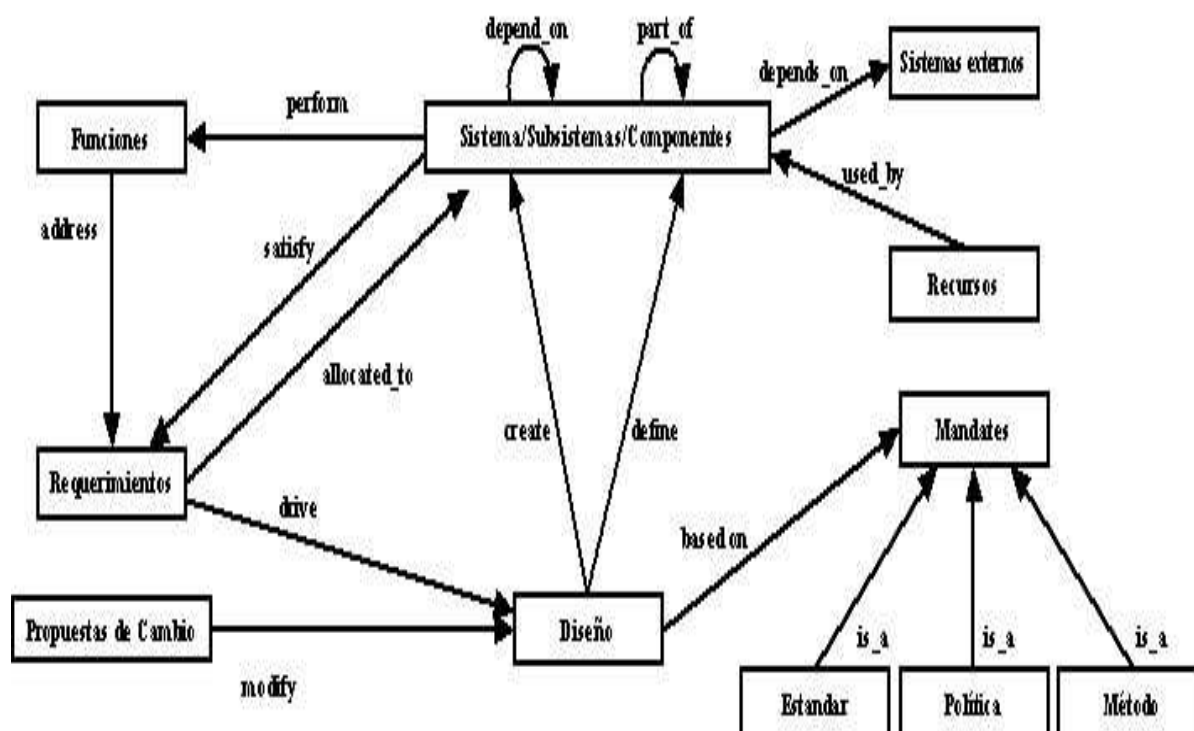 depend_on
part_of
depends_on
Sistemas externos
perform
Funciones
Sistema/Subsistemas/Componentes
used_by
address
satisfy
Recursos
allocated_to
create
define
Mandates
Requerimientos
drive
based on
Propuestas de Cambio
Diseño
modify
is_a
is_a
is_a
Estandar
Política
Método